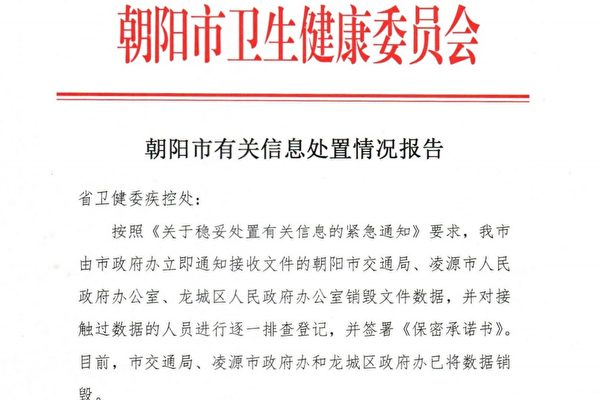 朝阳市卫生健康委员会
朝阳市有关信息处置情况报告
省卫健委疾控处：
按照《关于稳妥处置有关信息的紧急通知》要求，我市
由市政府办立即通知接收文件的朝阳市交通局、凌源市人民
政府办公室、龙城区人民政府办公室销毁文件数据，并对接
触过数据的人员进行逐一排查登记，并签署《保密承诺书》。
目前，市交通局、凌源市政府办和龙城区政府办已将数据销
毁。